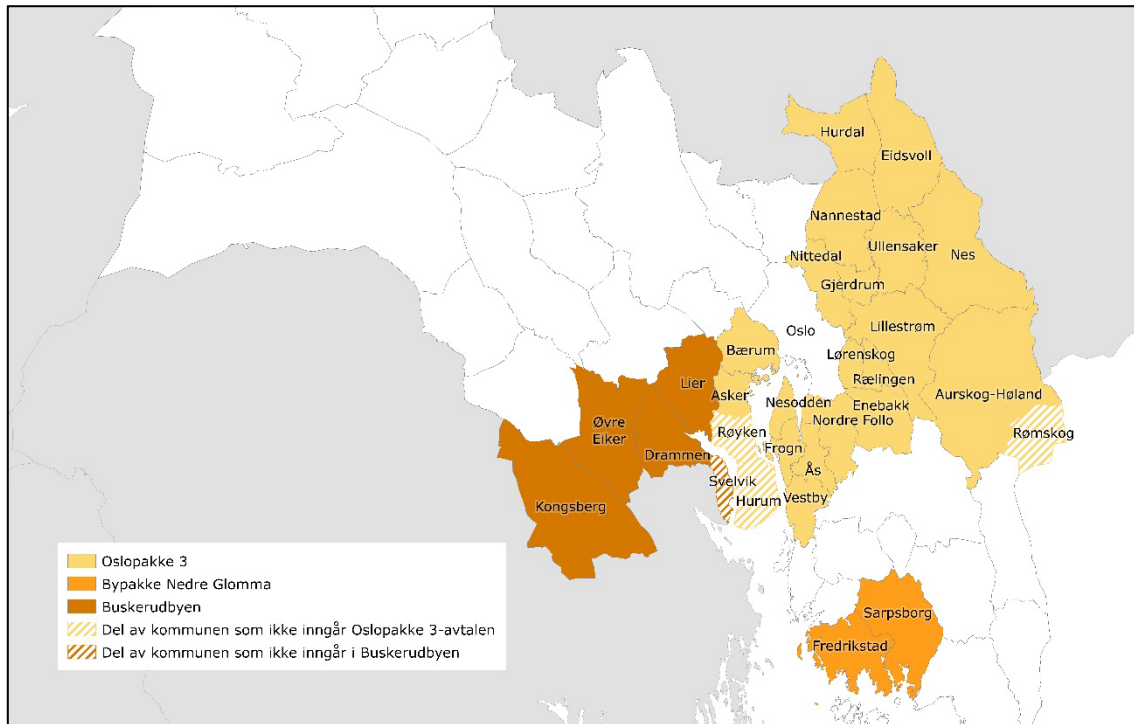 Hurdal
Eidsvoll
Nannestad
Ullensaker
Nittedal
Nes
Gjerdrum
Lillestrøm
Oslo
Bærum
Lørenskog
Rælingen
Lier
Asker
Aurskog-Høland
Nesodden
Enebakk
Øvre
Eiker
Nordre Follo
Røyken
Rømskog
Frogn
Drammen
Ås
Svelvik
Hurum
Vestby
Kongsberg
Sarpsborg
Fredrikstad
Oslopakke 3
Bypakke Nedre Glomma
Buskerudbyen
Del av kommunen som ikke inngår Oslopakke 3-avtalen
Del av kommunen som ikke inngår i Buskerudbyen